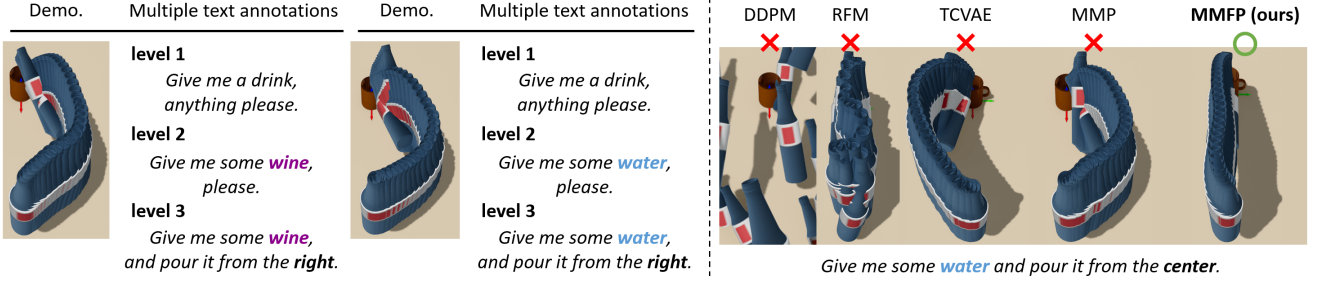 Demo.
Multiple text annotations
level 1
Give me a drink,
anything please.
level 2
Give me some wine,
please.
level 3
Give me some wine,
and pour it from the right.
Demo.
Multiple text annotations
level 1
Give me a drink,
anything please.
level 2
Give me some water,
please.
level 3
Give me some water,
and pour it from the right.
DDPM
RFM
TCVAE
MMP
MMFP (ours)
Give me some water and pour it from the center.